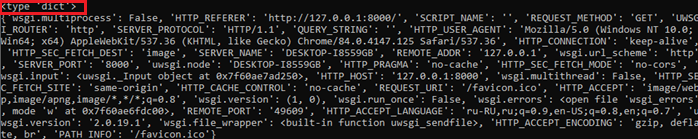 <type 'dict'>
{'wsgi.multiprocess': False, 'HTTP_REFERER': 'http://127.0.0.1:8000/', 'SCRIPT_NAME': '', 'REQUEST_METHOD': 'GET', 'UWSG
I_ROUTER': 'http', 'SERVER_PROTOCOL': 'HTTP/1.1', 'QUERY_STRING': '', 'HTTP_USER_AGENT': 'Mozilla/5.0 (Windows NT 10.0;
Win64; x64) AppleWebKit/537.36 (KHTML, like Gecko) Chrome/84.0.4147.125 Safari/537.36', 'HTTP_CONNECTION': 'keep-alive',
'HTTP_SEC_FETCH_DEST': 'image', 'SERVER_NAME': 'DESKTOP-I8559GB', 'REMOTE_ADDR': '127.0.0.1', 'wsgi.url_scheme': 'http'
, 'SERVER_PORT': '8000', 'uwsgi.node': 'DESKTOP-I8559GB', 'HTTP_PRAGMA': 'no-cache', 'HTTP_SEC_FETCH_MODE': 'no-cors', '
wsgi.input': <uwsgi._Input object at 0x7f60ae7ad250>, 'HTTP_HOST': '127.0.0.1:8000', 'wsgi.multithread': False, 'HTTP_SE
C_FETCH_SITE': 'same-origin', 'HTTP_CACHE_CONTROL': 'no-cache', 'REQUEST_URI': '/favicon.ico', 'HTTP_ACCEPT': 'image/web
p,image/apng,image/*,*/*;q=0.8', 'wsgi.version': (1, 0), 'wsgi.run_once': False, 'wsgi.errors': <open file 'wsgi_errors'
, mode 'w' at 0x7f60ae6fdc00>, 'REMOTE_PORT': '49609', 'HTTP_ACCEPT_LANGUAGE': 'ru-RU,ru;q=0.9,en-US;q=0.8,en;q=0.7', 'u
wsgi.version': '2.0.19.1', 'wsgi.file_wrapper': <built-in function uwsgi_sendfile>, 'HTTP_ACCEPT_ENCODING': 'gzip, defla
te, br', 'PATH_INFO': '/favicon.ico'}